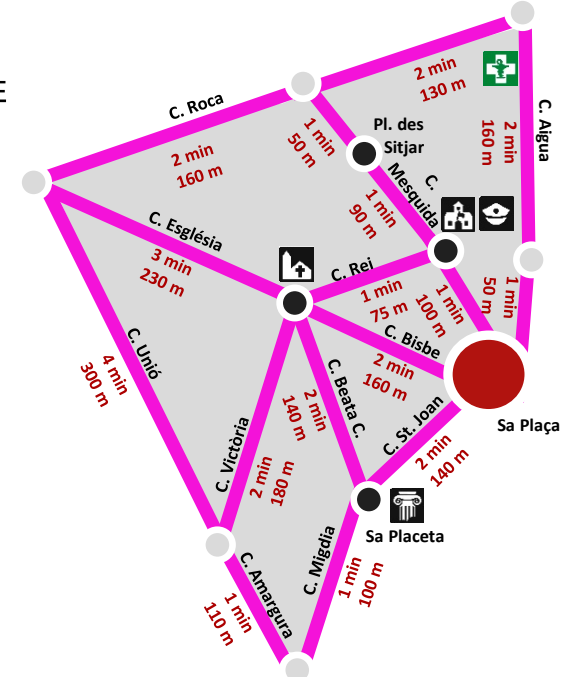 E
2 min
130 m
C. Roca
C. Aigua
2 min
160 m
Pl. des
Sitjar
1 min
50 m
2 min
160 m
C.
Mesquida
1 min
90 m
C. Església
3 min
230 m
C. Rei
1 min
75 m
1 min
100 m
1 min
50 m
C. Bisbe
2 min
160 m
C. Unió
4 min
300 m
C. Beata C.
2 min
140 m
C. St. Joan
2 min
140 m
Sa Plaça
C. Victòria
2 min
180 m
Sa Placeta
C. Migdia
1 min
100 m
C. Amargura
1 min
110 m